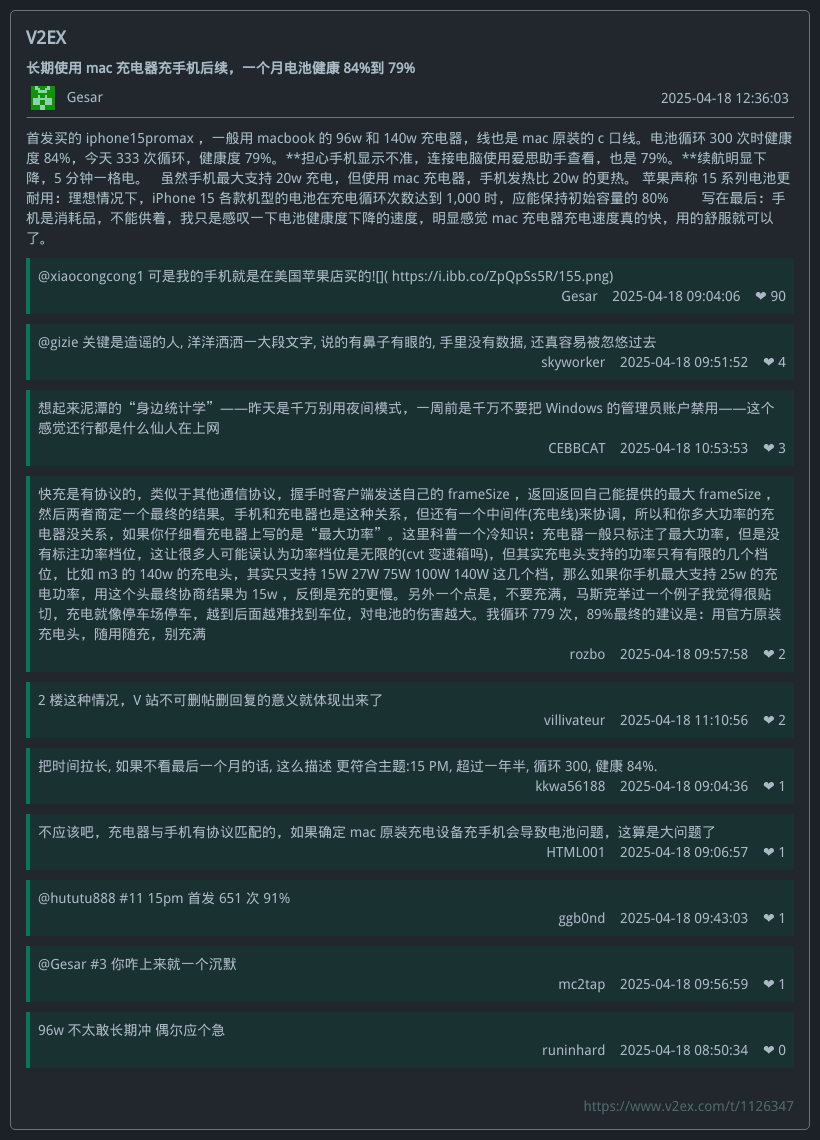 V2EX
长期使用 mac 充电器充手机后续，一个月电池健康 84%到 79%
Gesar 2025-04-18 12:36:03
首发买的 iphone15promax ，一般用 macbook 的 96w 和 140w 充电器，线也是 mac 原装的 c 口线。电池循环 300 次时健康
度 84%，今天 333 次循环，健康度 79%。**担心手机显示不准，连接电脑使用爱思助手查看，也是 79%。**续航明显下
降，5 分钟一格电。 虽然手机最大支持 20w 充电，但使用 mac 充电器，手机发热比 20w 的更热。 苹果声称 15 系列电池更
耐用：理想情况下，iPhone 15 各款机型的电池在充电循环次数达到 1,000 时，应能保持初始容量的 80% 写在最后：手
机是消耗品，不能供着，我只是感叹一下电池健康度下降的速度，明显感觉 mac 充电器充电速度真的快，用的舒服就可以
了。
@xiaocongcong1 可是我的手机就是在美国苹果店买的![]( https://i.ibb.co/ZpQpSs5R/155.png)
Gesar 2025-04-18 09:04:06 ❤ 90
@gizie 关键是造谣的人, 洋洋洒洒一大段文字, 说的有鼻子有眼的, 手里没有数据, 还真容易被忽悠过去
skyworker 2025-04-18 09:51:52 ❤ 4
想起来泥潭的“身边统计学”——昨天是千万别用夜间模式，一周前是千万不要把 Windows 的管理员账户禁用——这个
感觉还行都是什么仙人在上网
CEBBCAT 2025-04-18 10:53:53 ❤ 3
快充是有协议的，类似于其他通信协议，握手时客户端发送自己的 frameSize ，返回返回自己能提供的最大 frameSize ，
然后两者商定一个最终的结果。手机和充电器也是这种关系，但还有一个中间件(充电线)来协调，所以和你多大功率的充
电器没关系，如果你仔细看充电器上写的是“最大功率”。这里科普一个冷知识：充电器一般只标注了最大功率，但是没
有标注功率档位，这让很多人可能误认为功率档位是无限的(cvt 变速箱吗)，但其实充电头支持的功率只有有限的几个档
位，比如 m3 的 140w 的充电头，其实只支持 15W 27W 75W 100W 140W 这几个档，那么如果你手机最大支持 25w 的充
电功率，用这个头最终协商结果为 15w ，反倒是充的更慢。另外一个点是，不要充满，马斯克举过一个例子我觉得很贴
切，充电就像停车场停车，越到后面越难找到车位，对电池的伤害越大。我循环 779 次，89%最终的建议是：用官方原装
充电头，随用随充，别充满
rozbo 2025-04-18 09:57:58 ❤ 2
2 楼这种情况，V 站不可删帖删回复的意义就体现出来了
villivateur 2025-04-18 11:10:56 ❤ 2
把时间拉长, 如果不看最后一个月的话, 这么描述 更符合主题:15 PM, 超过一年半, 循环 300, 健康 84%.
kkwa56188 2025-04-18 09:04:36 ❤ 1
不应该吧，充电器与手机有协议匹配的，如果确定 mac 原装充电设备充手机会导致电池问题，这算是大问题了
HTML001 2025-04-18 09:06:57 ❤ 1
@hututu888 #11 15pm 首发 651 次 91%
ggb0nd 2025-04-18 09:43:03 ❤ 1
@Gesar #3 你咋上来就一个沉默
mc2tap 2025-04-18 09:56:59 ❤ 1
96w 不太敢长期冲 偶尔应个急
runinhard 2025-04-18 08:50:34 ❤ 0
https://www.v2ex.com/t/1126347